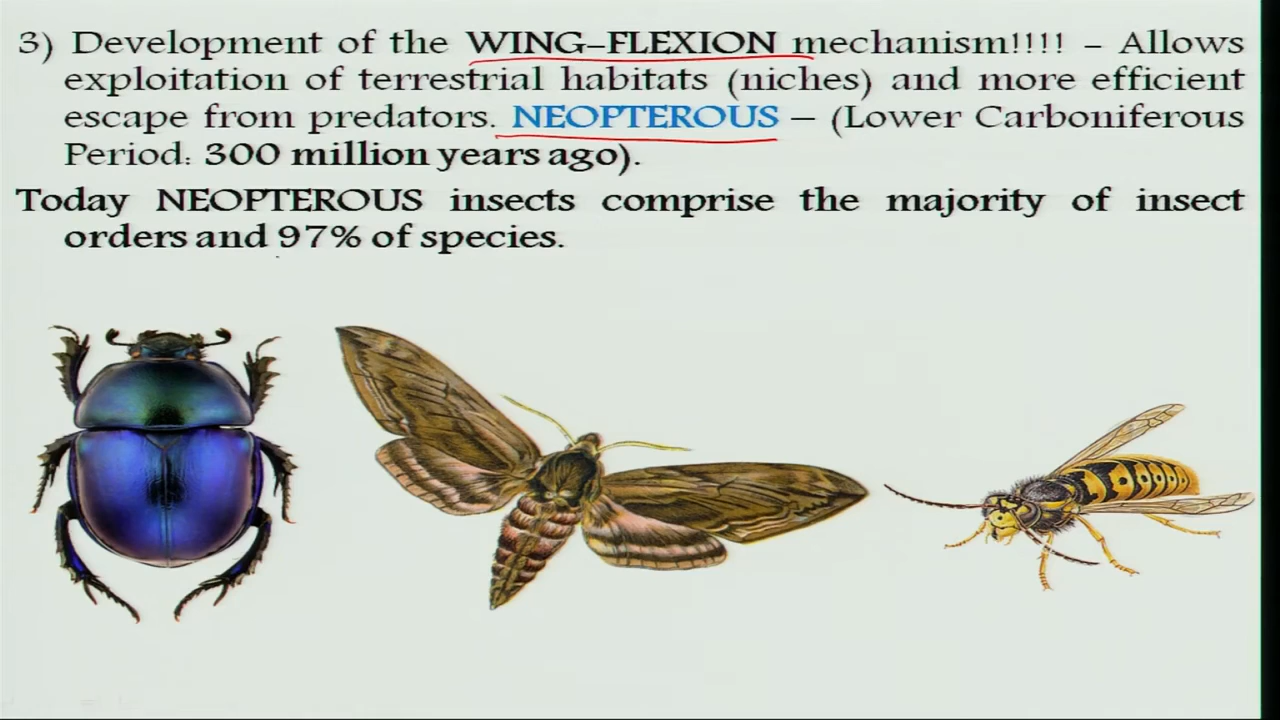 3) Development of the WING–FLEXION mechanism!!!! – Allows
exploitation of terrestrial habitats (niches) and more efficient
escape from predators. NEOPTEROUS – (Lower Carboniferous
Period: 300 million years ago).
Today NEOPTEROUS insects comprise the majority of insect
orders and 97% of species.